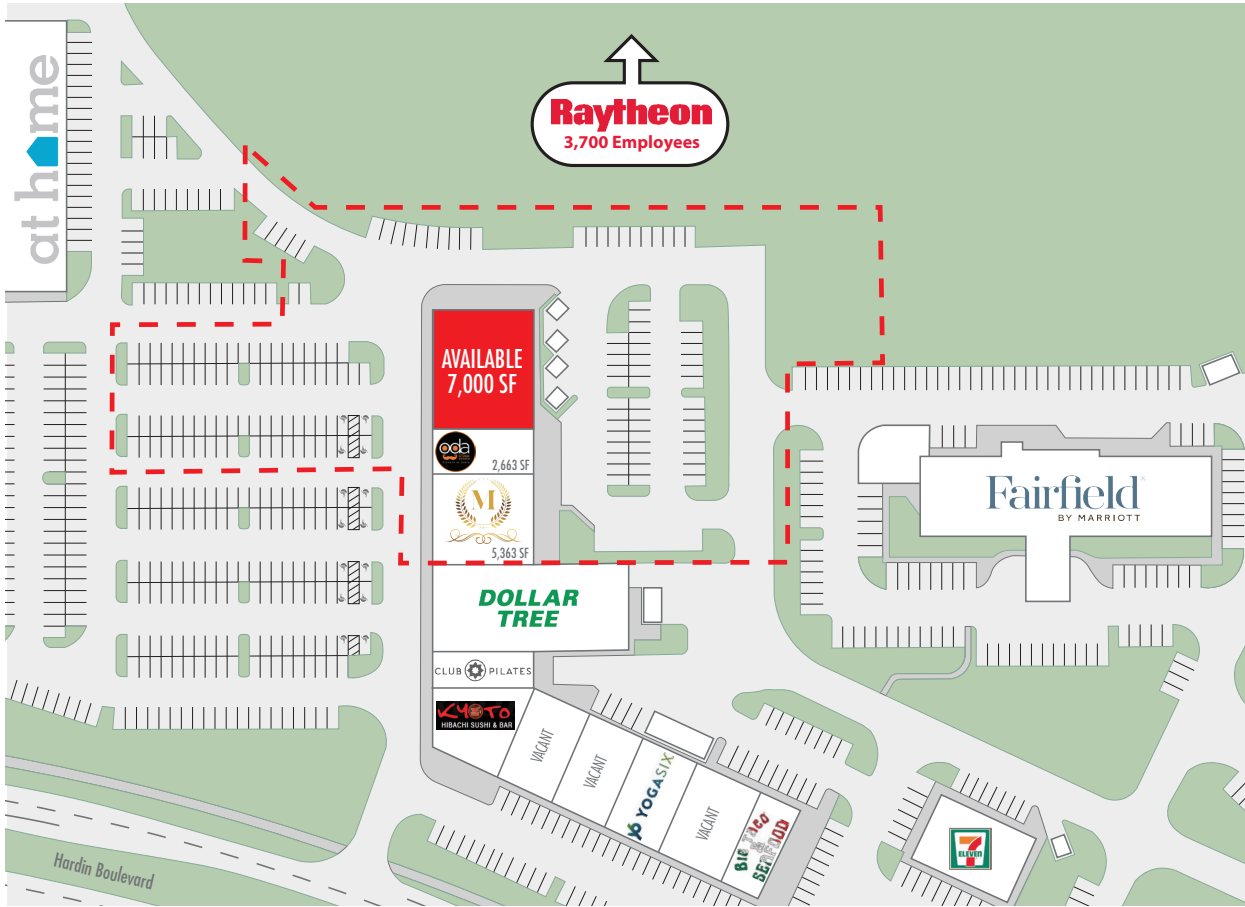 at home
Raytheon
3,700 Employees
AVAILABLE
7,000 SF
2,663 SF
M
5,363 SF
Fairfield
BY MARRIOTT
DOLLAR
TREE
CLUB PILATES
KYOTO
HIBACHI SUSHI & BAR
VACANT
VACANT
YOGASIX
VACANT
BIG TACO
SEAFOOD
7
ELEVEN
Hardin Boulevard